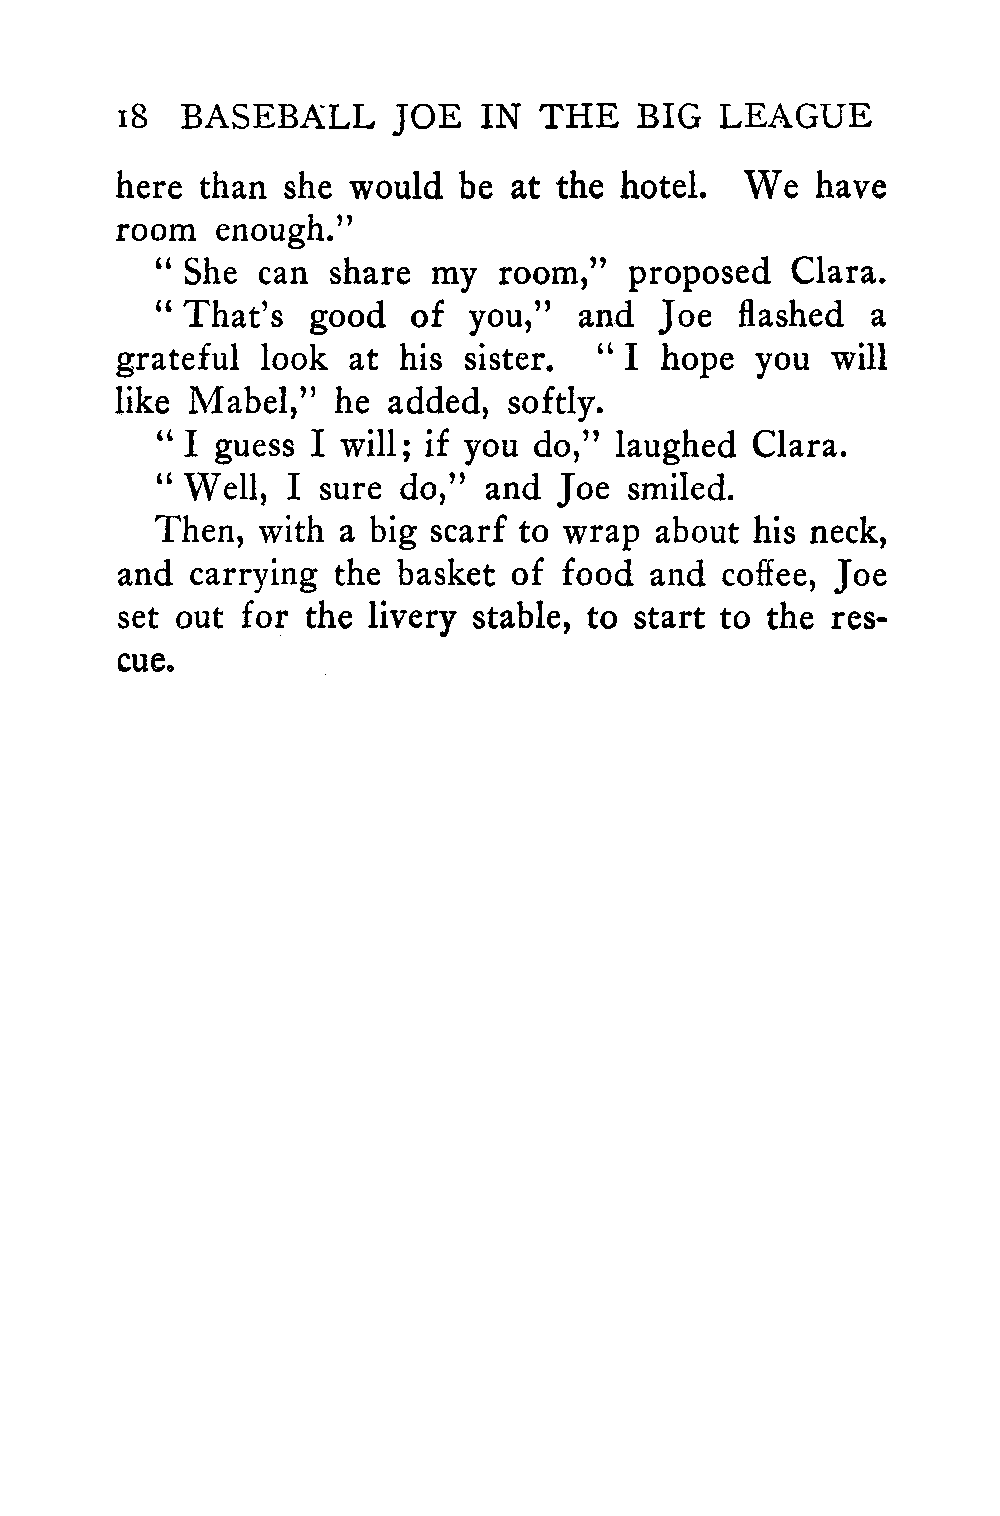 18 BASEBALL JOE IN THE BIG LEAGUE
here than she would be at the hotel. We have
room enough."
" She can share my room," proposed Clara.
" That's good of you," and Joe flashed a
grateful look at his sister. " I hope you will
like Mabel," he added, softly.
" I guess I will; if you do," laughed Clara.
" Well, I sure do," and Joe smiled.
Then, with a big scarf to wrap about his neck,
and carrying the basket of food and coffee, Joe
set out for the livery stable, to start to the res-
cue.